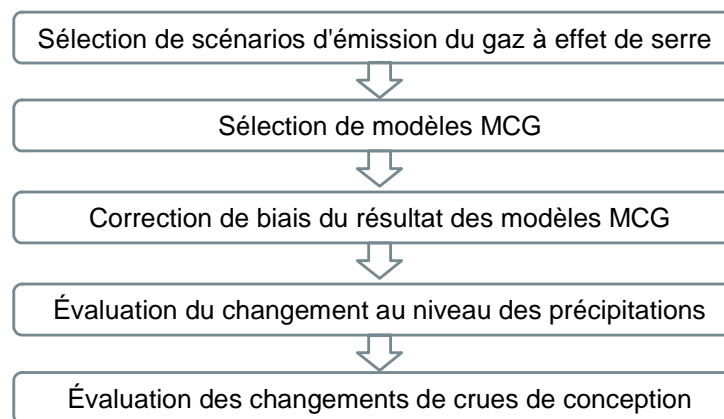 Sélection de scénarios d'émission du gaz à effet de serre
Sélection de modèles MCG
Correction de biais du résultat des modèles MCG
Évaluation du changement au niveau des précipitations
Évaluation des changements de crues de conception